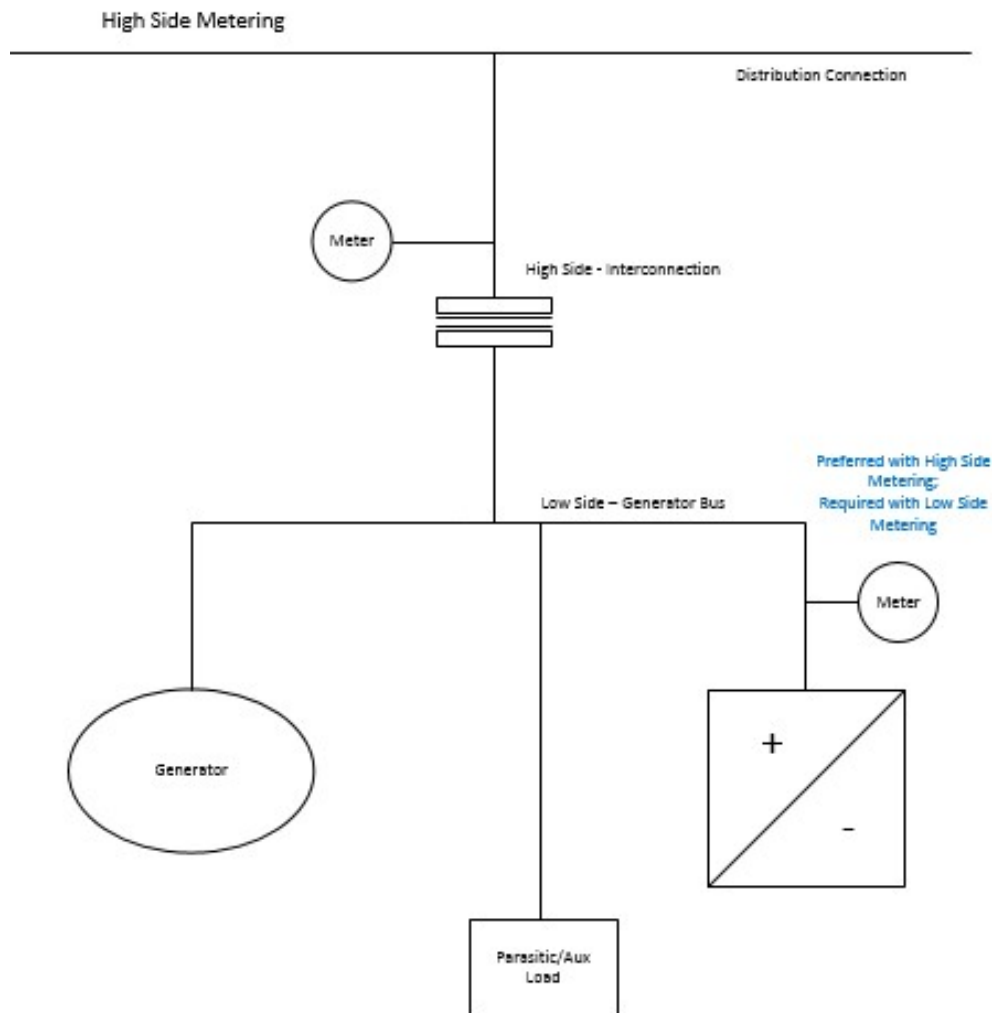 High Side Metering
Distribution Connection
Meter
High Side - Interconnection
Preferred with High Side
Metering;
Required with Low Side
Metering
Low Side – Generator Bus
Meter
+
-
Generator
Parasitic/Aux
Load